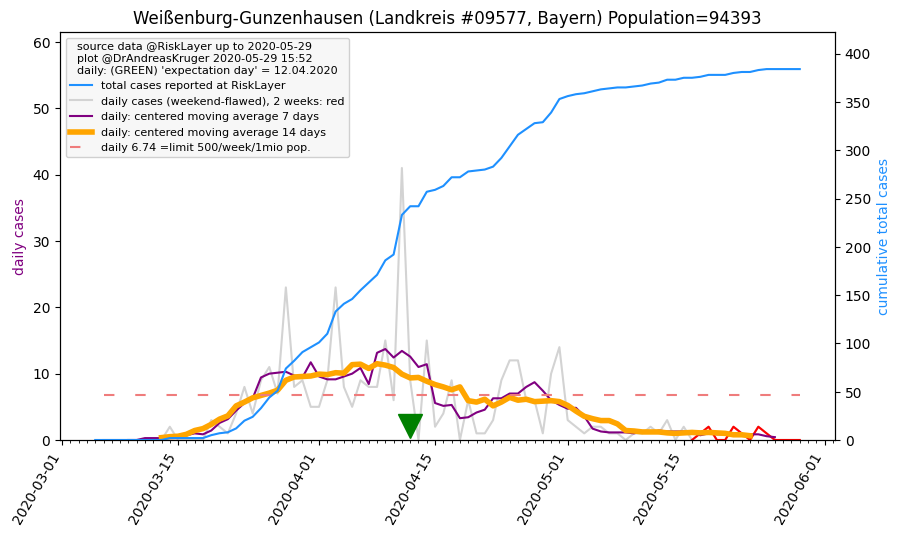 Weißenburg-Gunzenhausen (Landkreis #09577, Bayern) Population=94393
source data @RiskLayer up to 2020-05-29
plot @DrAndreasKruger 2020-05-29 15:52
daily: (GREEN) 'expectation day' = 12.04.2020
total cases reported at RiskLayer
daily cases (weekend-flawed), 2 weeks: red
daily: centered moving average 7 days
daily: centered moving average 14 days
daily 6.74 =limit 500/week/1mio pop.
daily cases
60
50
40
30
20
10
0
cumulative total cases
400
350
300
250
200
150
100
50
0
2020-03-01
2020-03-15
2020-04-01
2020-04-15
2020-05-01
2020-05-15
2020-06-01